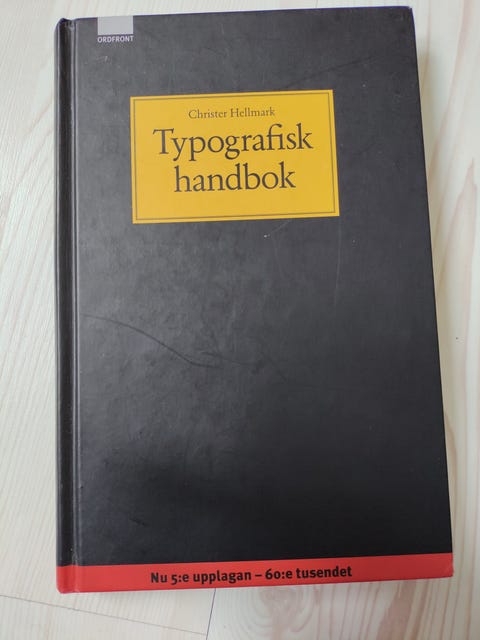 ORDFRONT
Christer Hellmark
Typografisk
handbok
Nu 5:e upplagan – 60:e tusendet